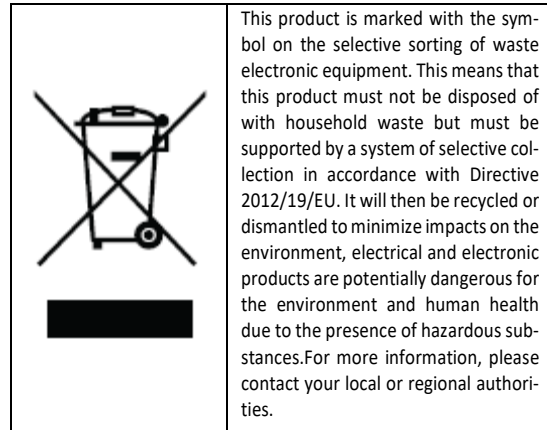 This product is marked with the sym-
bol on the selective sorting of waste
electronic equipment. This means that
this product must not be disposed of
with household waste but must be
supported by a system of selective col-
lection in accordance with Directive
2012/19/EU. It will then be recycled or
dismantled to minimize impacts on the
environment, electrical and electronic
products are potentially dangerous for
the environment and human health
due to the presence of hazardous sub-
stances.For more information, please
contact your local or regional authori-
ties.